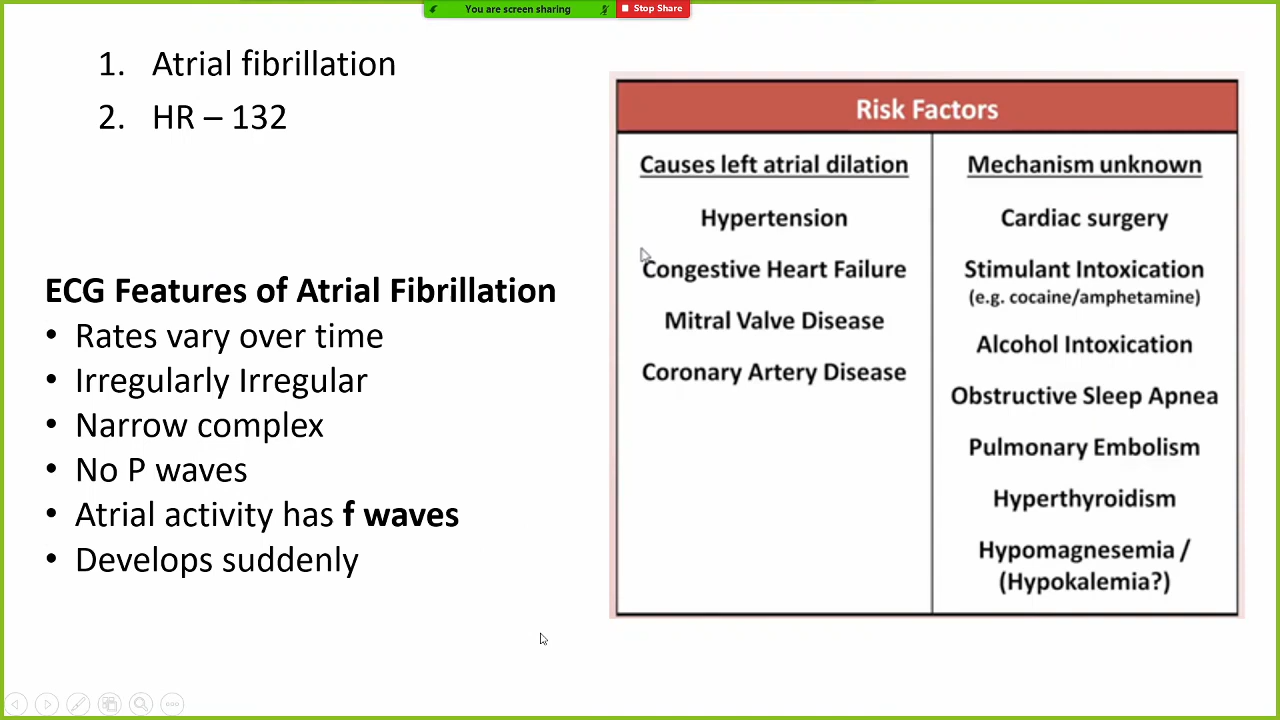 You are screen sharing
Stop Share
1. Atrial fibrillation
2. HR – 132
ECG Features of Atrial Fibrillation
• Rates vary over time
• Irregularly Irregular
• Narrow complex
• No P waves
• Atrial activity has f waves
• Develops suddenly
Risk Factors
Causes left atrial dilation
Hypertension
Congestive Heart Failure
Mitral Valve Disease
Coronary Artery Disease
Mechanism unknown
Cardiac surgery
Stimulant Intoxication
(e.g. cocaine/amphetamine)
Alcohol Intoxication
Obstructive Sleep Apnea
Pulmonary Embolism
Hyperthyroidism
Hypomagnesemia /
(Hypokalemia?)